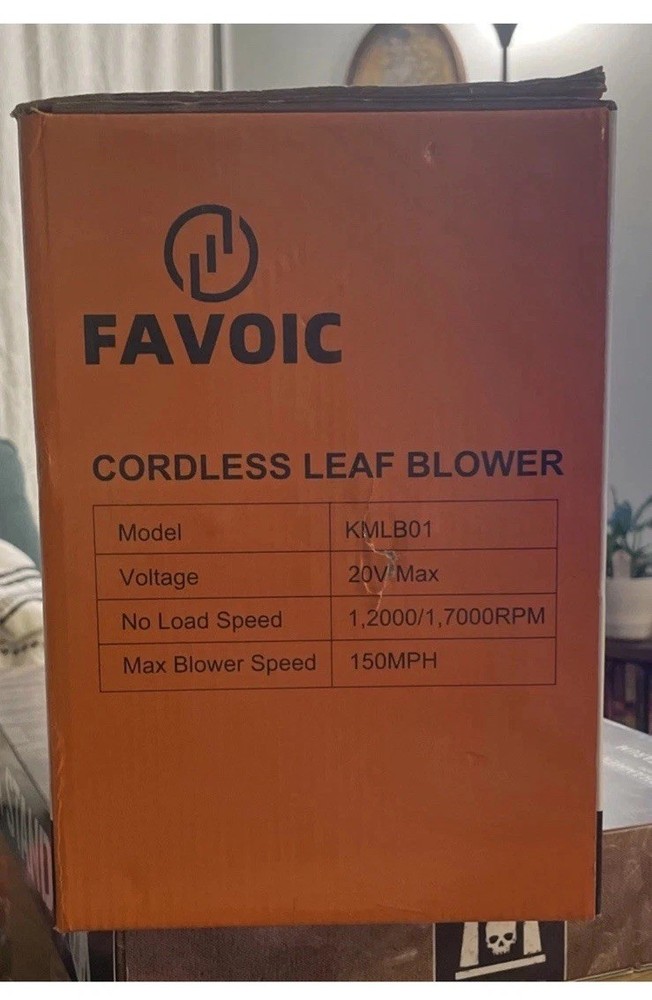 FAVOIC
CORDLESS LEAF BLOWER
Model KMLB01
Voltage 20V Max
No Load Speed 1,2000/1,7000RPM
Max Blower Speed 150MPH